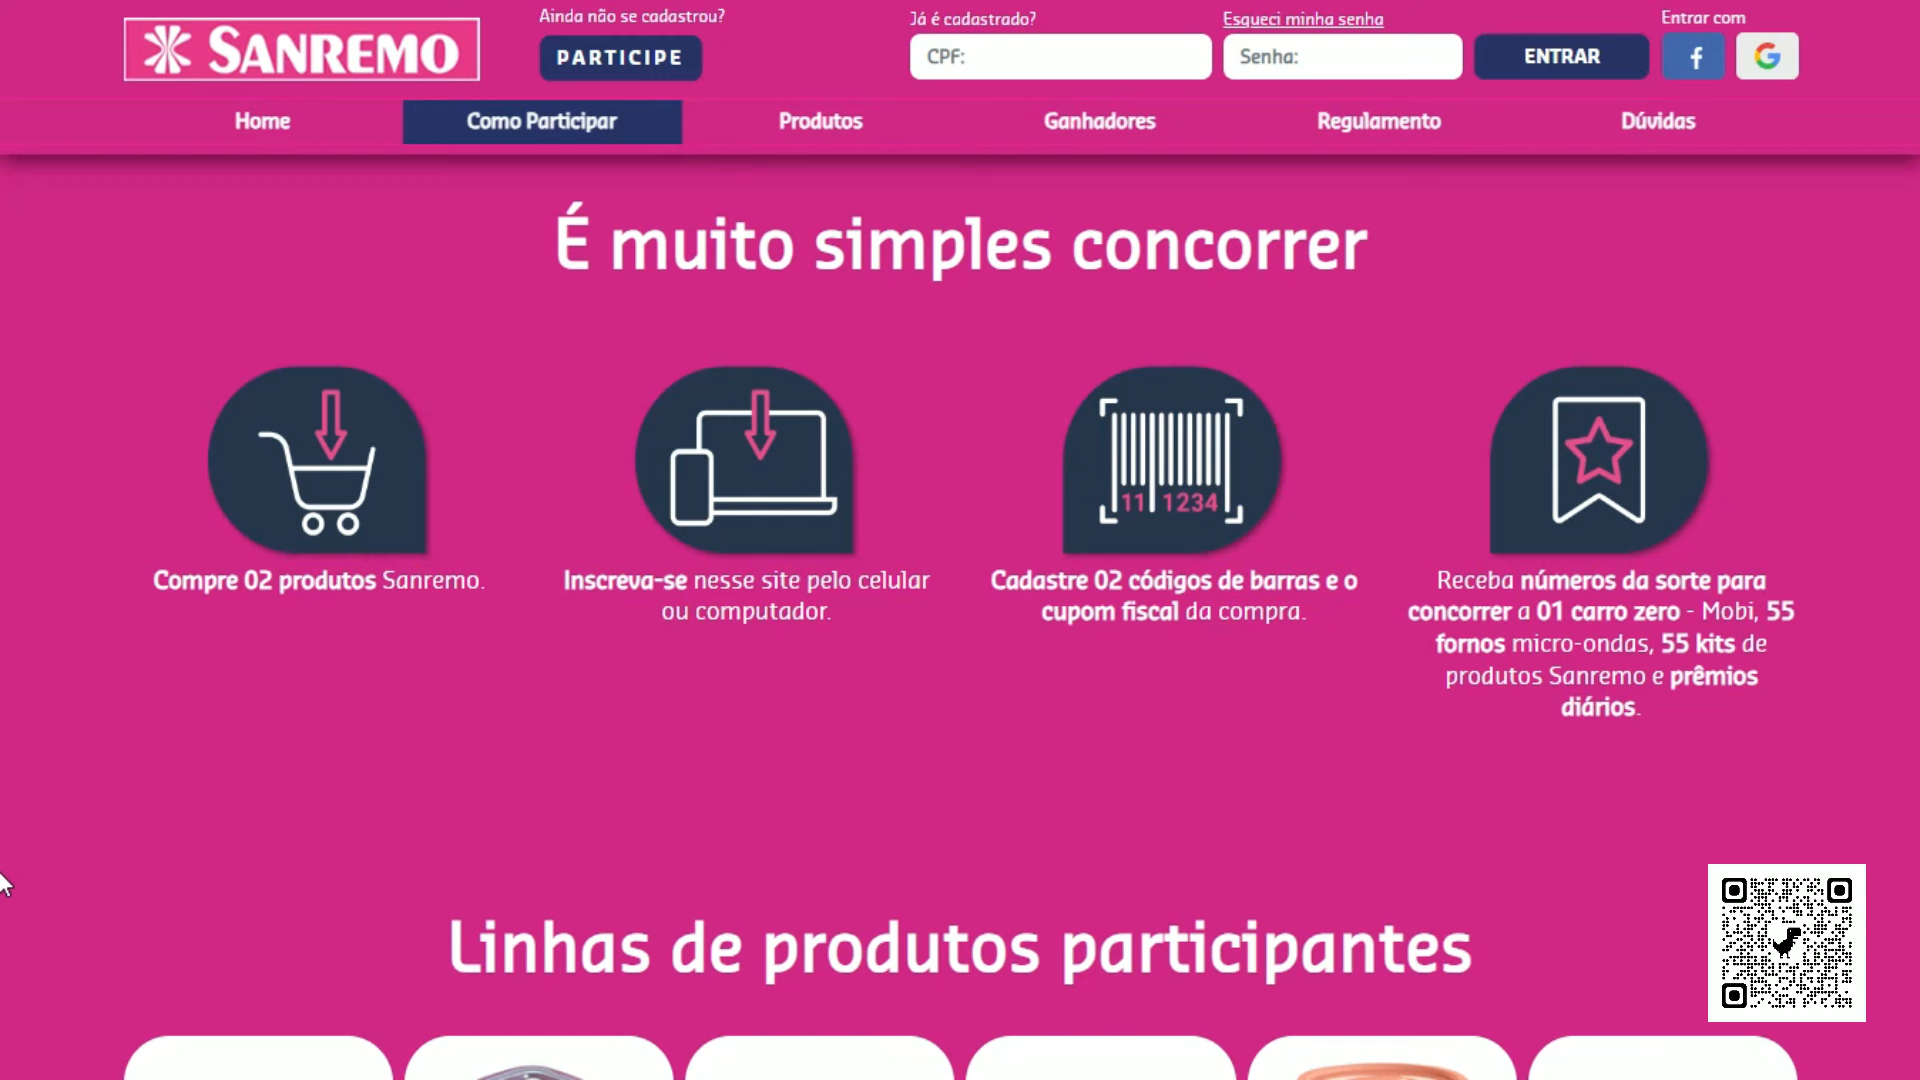 SANREMO
Ainda não se cadastrou?
PARTICIPE
Já é cadastrado?
CPF:
Esqueci minha senha
Senha:
ENTRAR
Entrar com
f
G
Home
Como Participar
Produtos
Ganhadores
Regulamento
Dúvidas
É muito simples concorrer
Compre 02 produtos Sanremo.
Inscreva-se nesse site pelo celular
ou computador.
11 1234
Cadastre 02 códigos de barras e o
cupom fiscal da compra.
Receba números da sorte para
concorrer a 01 carro zero - Mobi, 55
fornos micro-ondas, 55 kits de
produtos Sanremo e prêmios
diários.
Linhas de produtos participantes